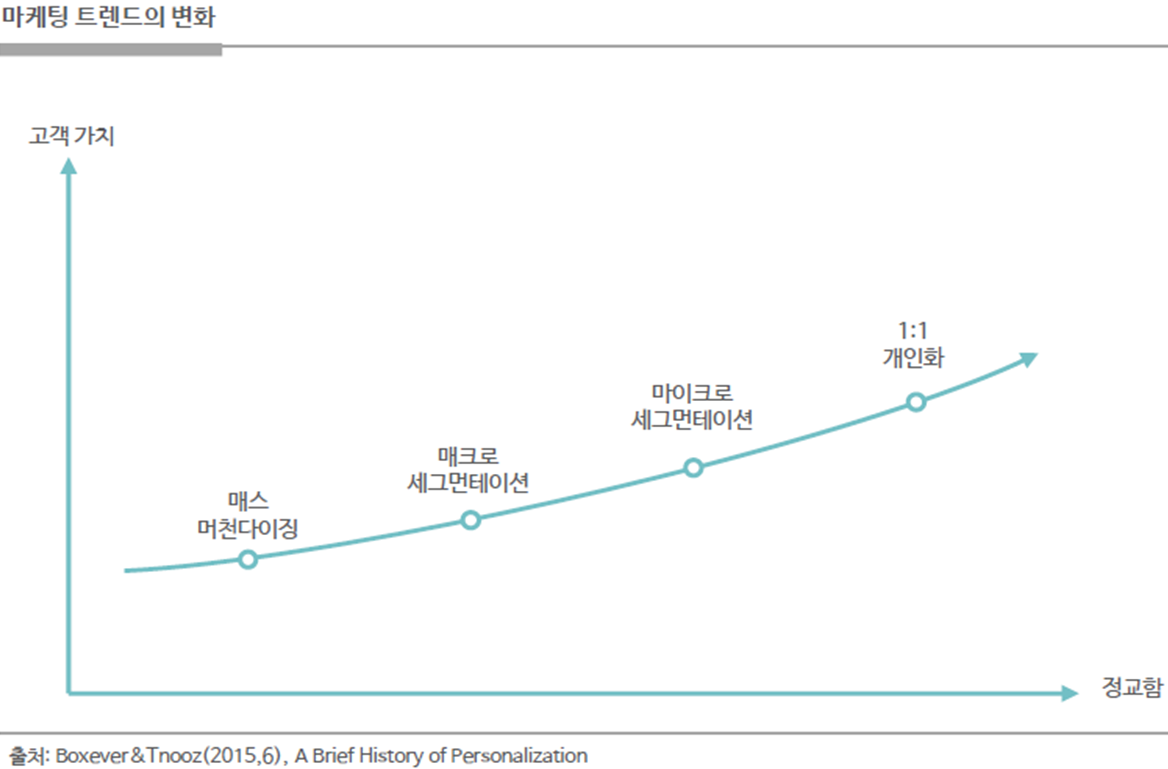 마케팅 트렌드의 변화
고객 가치
1:1
개인화
마이크로
세그먼테이션
매크로
세그먼테이션
매스
머천다이징
정교함
출처: Boxever&Tnooz(2015,6), A Brief History of Personalization